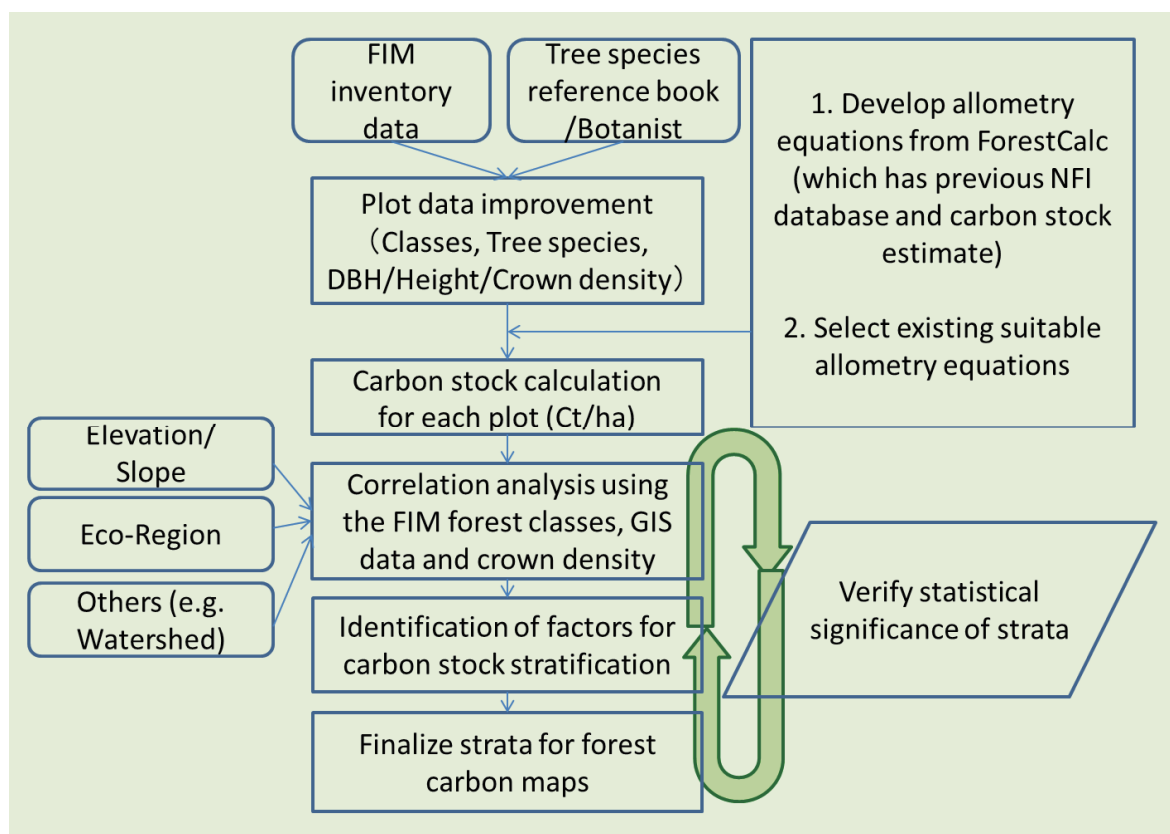 FIM
inventory
data
Tree species
reference book
/Botanist
1. Develop allometry
equations from ForestCalc
(which has previous NFI
database and carbon stock
estimate)
2. Select existing suitable
allometry equations
Plot data improvement
（Classes, Tree species,
DBH/Height/Crown density）
Carbon stock calculation
for each plot (Ct/ha)
Elevation/
Slope
Eco-Region
Others (e.g.
Watershed)
Correlation analysis using
the FIM forest classes, GIS
data and crown density
Identification of factors for
carbon stock stratification
Verify statistical
significance of strata
Finalize strata for forest
carbon maps